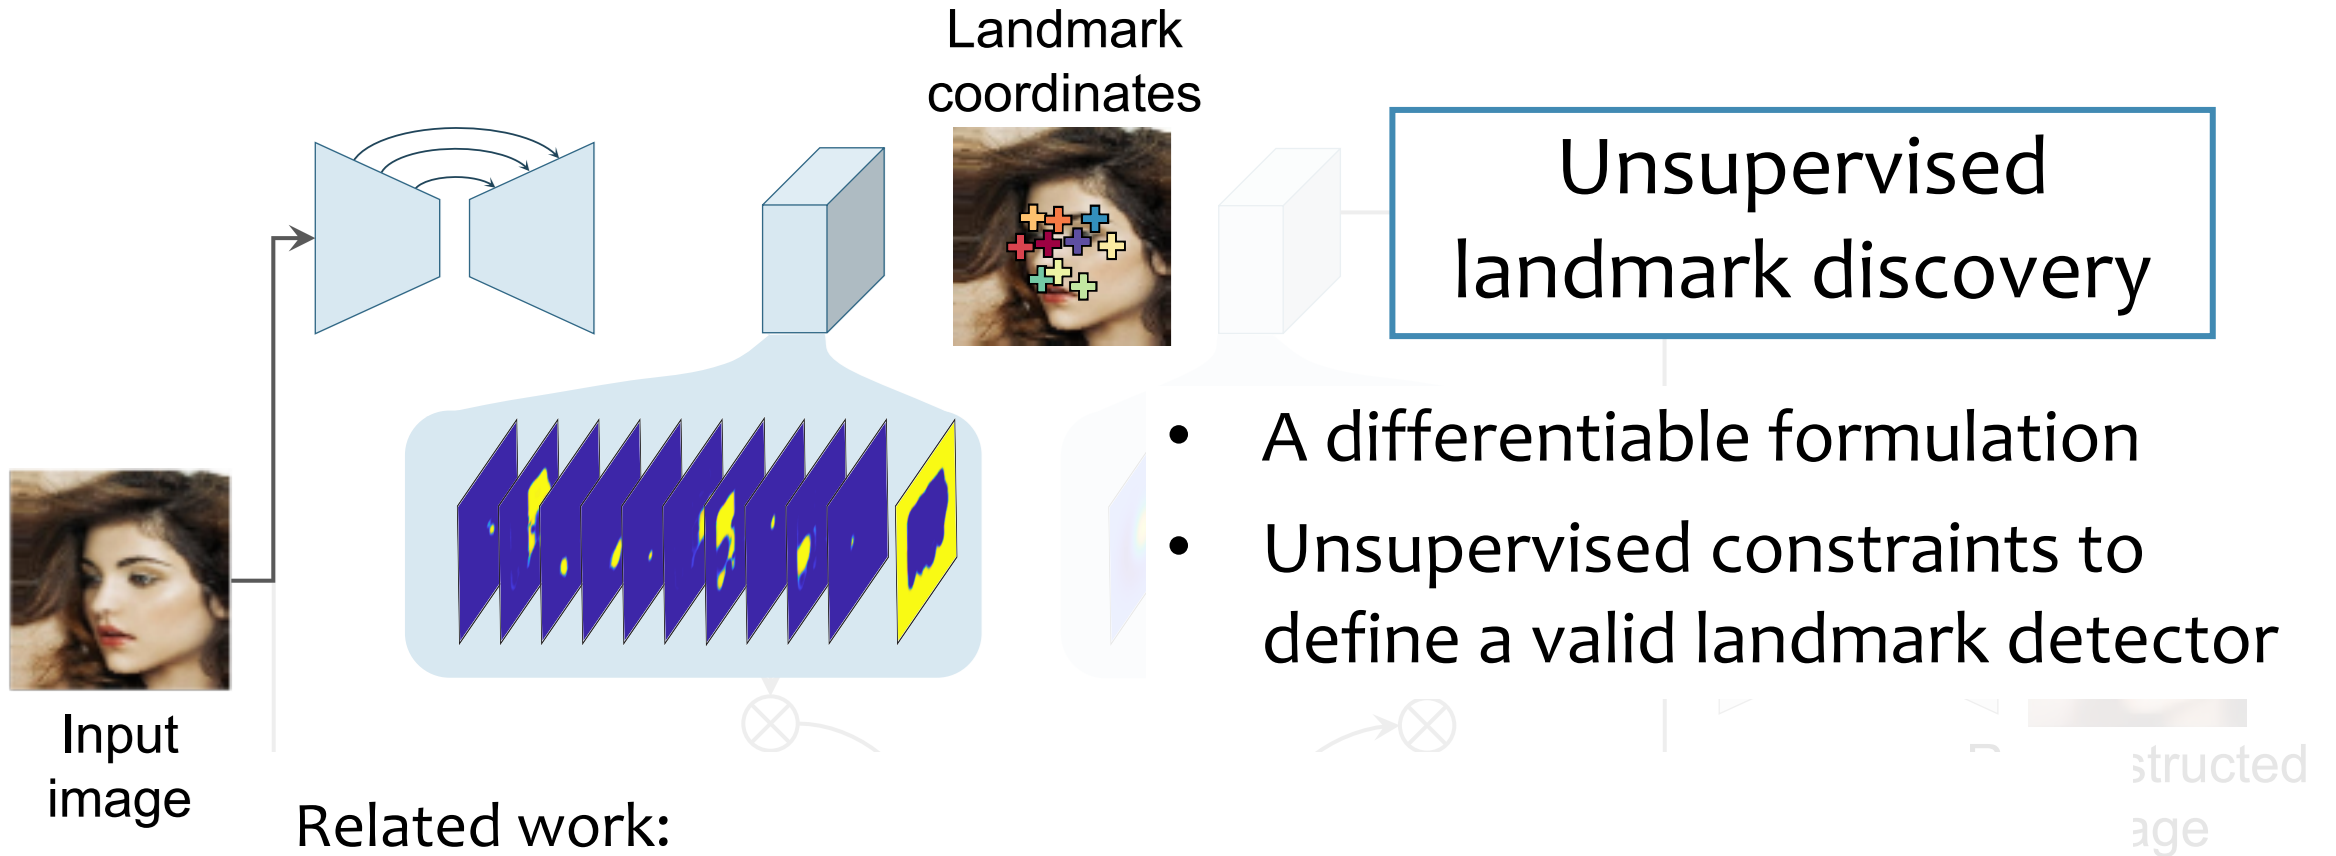 Landmark
coordinates
Unsupervised
landmark discovery
• A differentiable formulation
• Unsupervised constraints to
define a valid landmark detector
Input
image
Related work: